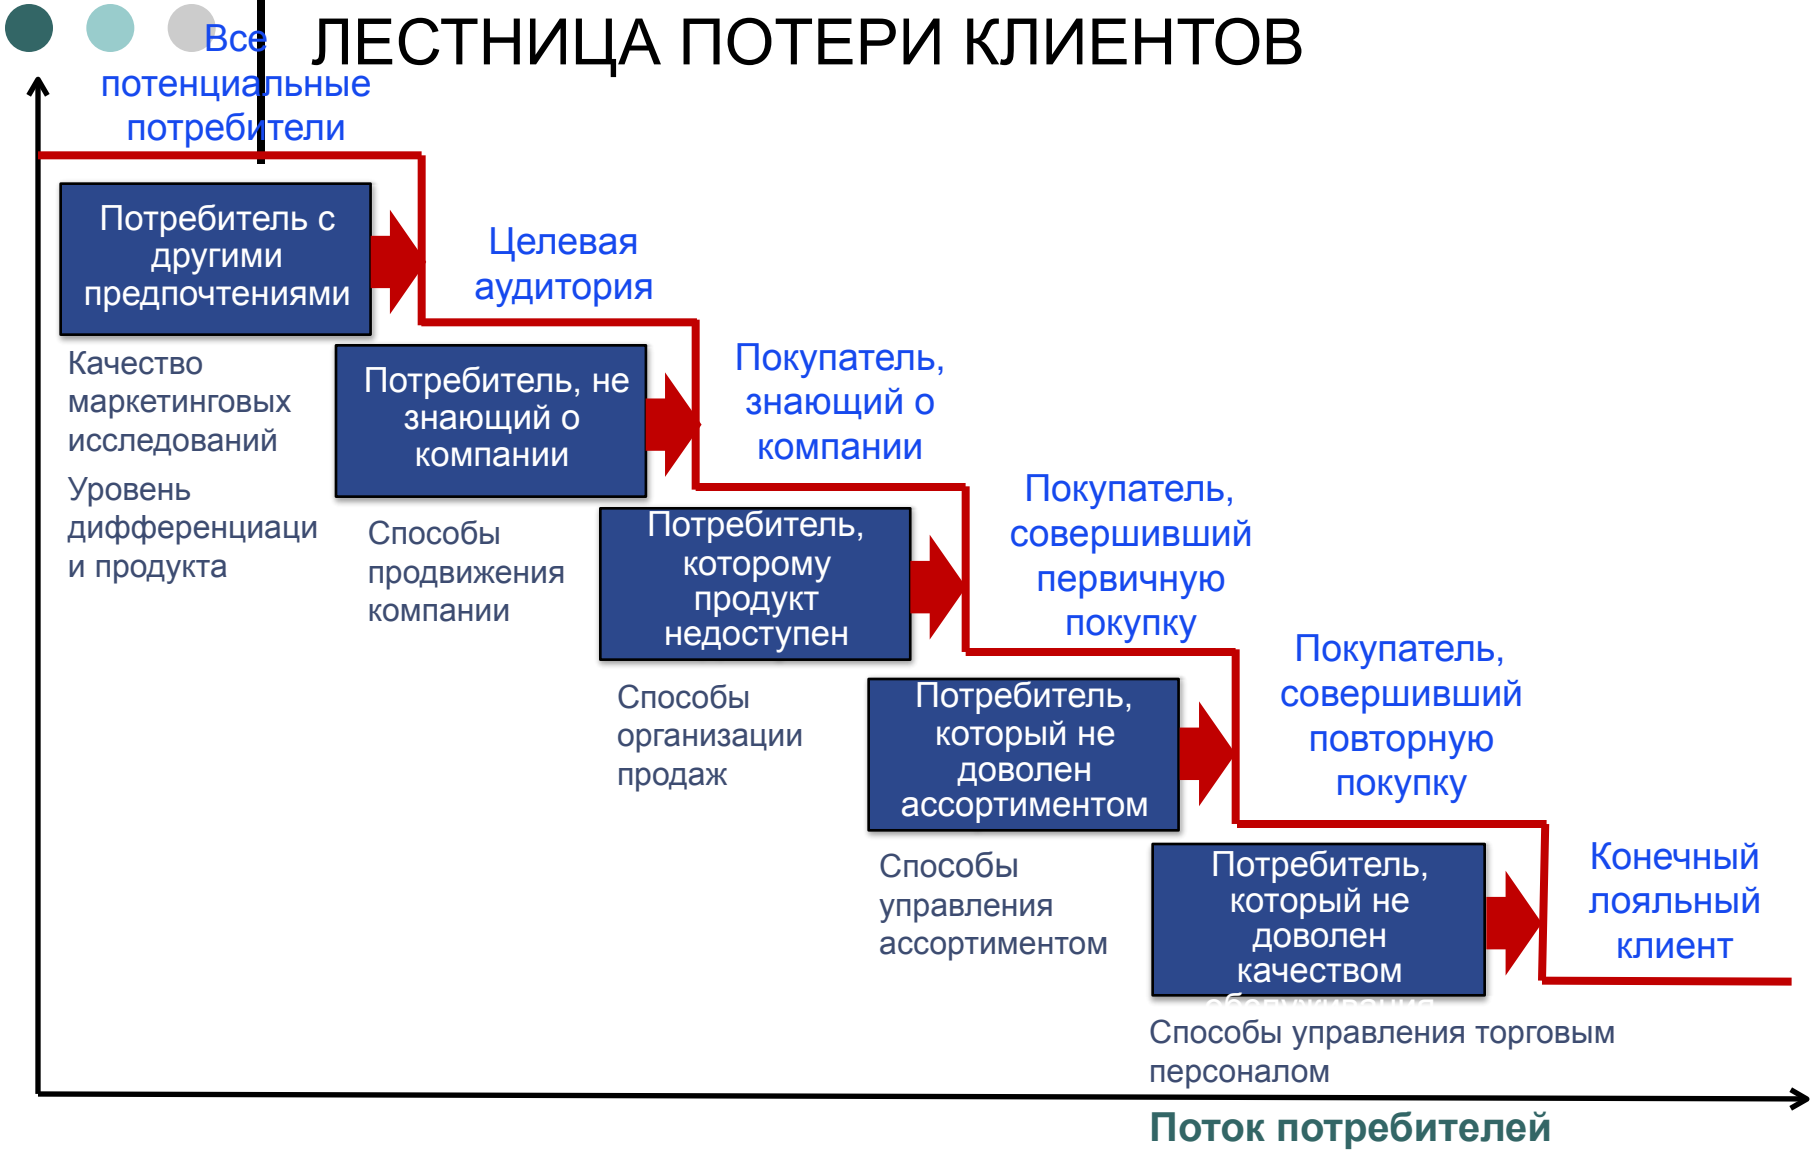 ЛЕСТНИЦА ПОТЕРИ КЛИЕНТОВ
Все
потенциальные
потребители
Потребитель с
другими
предпочтениями
Качество
маркетинговых
исследований
Уровень
дифференциаци
и продукта
Целевая
аудитория
Потребитель, не
знающий о
компании
Способы
продвижения
компании
Покупатель,
знающий о
компании
Потребитель,
которому
продукт
недоступен
Способы
организации
продаж
Покупатель,
совершивший
первичную
покупку
Потребитель,
который не
доволен
ассортиментом
Способы
управления
ассортиментом
Покупатель,
совершивший
повторную
покупку
Потребитель,
который не
доволен
качеством
обслуживания
Способы управления торговым
персоналом
Конечный
лояльный
клиент
Поток потребителей